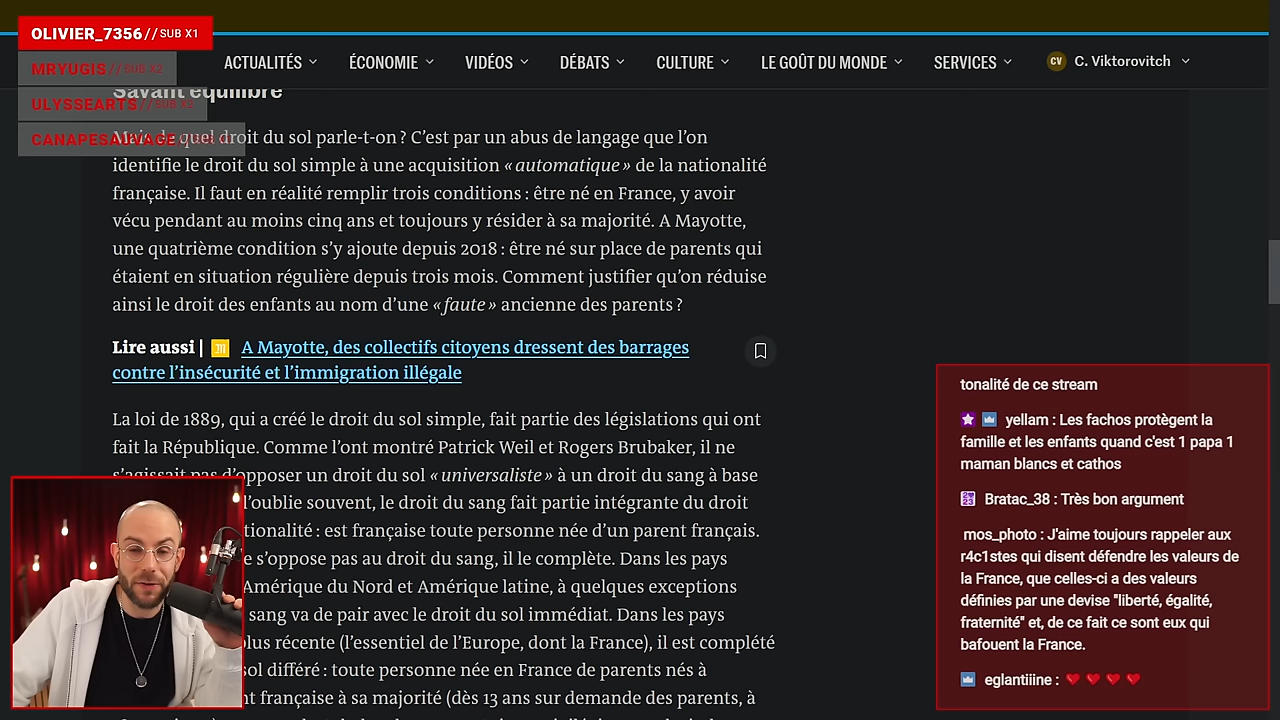 OLIVIER_7356//SUB X1
MRYUGIS//SUB X2
ULYSSEARTS//SUB X3
CANAPESAUVAGE
ACTUALITÉS
ÉCONOMIE
VIDÉOS
DÉBATS
CULTURE
LE GOÛT DU MONDE
SERVICES
CV C. Viktorovitch
Savant équilibre
Mais de quel droit du sol parle-t-on ? C’est par un abus de langage que l’on
identifie le droit du sol simple à une acquisition « automatique » de la nationalité
française. Il faut en réalité remplir trois conditions : être né en France, y avoir
vécu pendant au moins cinq ans et toujours y résider à sa majorité. A Mayotte,
une quatrième condition s’y ajoute depuis 2018 : être né sur place de parents qui
étaient en situation régulière depuis trois mois. Comment justifier qu’on réduise
ainsi le droit des enfants au nom d’une « faute » ancienne des parents ?
Lire aussi | A Mayotte, des collectifs citoyens dressent des barrages
contre l’insécurité et l’immigration illégale
La loi de 1889, qui a créé le droit du sol simple, fait partie des législations qui ont
fait la République. Comme l’ont montré Patrick Weil et Rogers Brubaker, il ne
s’agissait pas d’opposer un droit du sol « universaliste » à un droit du sang à base
l’oublie souvent, le droit du sang fait partie intégrante du droit
tionalité : est française toute personne née d’un parent français.
e s’oppose pas au droit du sang, il le complète. Dans les pays
Amérique du Nord et Amérique latine, à quelques exceptions
sang va de pair avec le droit du sol immédiat. Dans les pays
lus récente (l’essentiel de l’Europe, dont la France), il est complété
sol différé : toute personne née en France de parents nés à
t française à sa majorité (dès 13 ans sur demande des parents, à
tonalité de ce stream
yellam : Les fachos protègent la
famille et les enfants quand c'est 1 papa 1
maman blancs et cathos
Bratac_38 : Très bon argument
mos_photo : J'aime toujours rappeler aux
r4c1stes qui disent défendre les valeurs de
la France, que celles-ci a des valeurs
définies par une devise "liberté, égalité,
fraternité" et, de ce fait ce sont eux qui
bafouent la France.
eglantiiine :